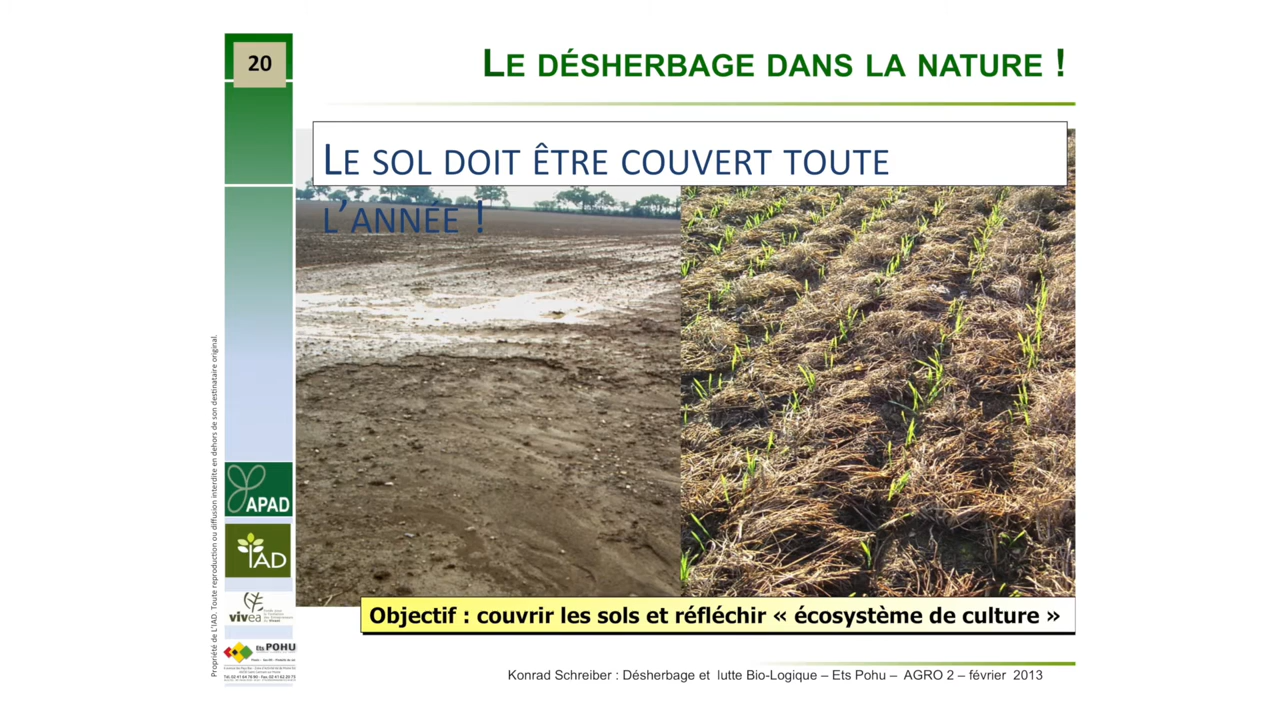 20
LE DÉSHERBAGE DANS LA NATURE !
LE SOL DOIT ÊTRE COUVERT TOUTE
L'ANNÉE !
Propriété de L'IAD. Toute reproduction ou diffusion interdite en dehors de son destinataire original.
APAD
IAD
vivea
Ets POHU
Objectif : couvrir les sols et réfléchir « écosystème de culture »
Konrad Schreiber : Désherbage et lutte Bio-Logique – Ets Pohu – AGRO 2 – février 2013